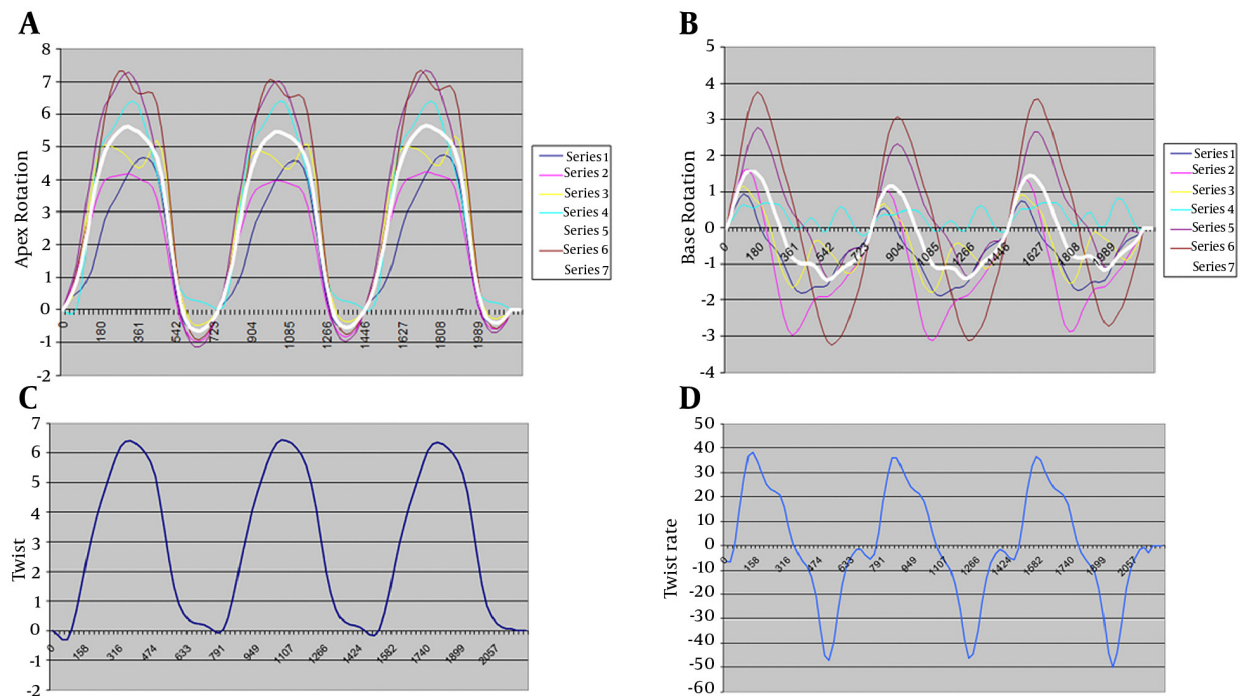 A
Apex Rotation
8
7
6
5
4
3
2
1
0
-1
-2
0 180 361 542 723 904 1085 1266 1446 1627 1808 1989
Series1
Series 2
Series 3
Series 4
Series 5
Series 6
Series 7
B
Base Rotation
5
4
3
2
1
0
-1
-2
-3
-4
0 180 361 542 723 904 1085 1266 1446 1627 1808 1989
Series1
Series 2
Series 3
Series 4
Series 5
Series 6
Series 7
C
Twist
7
6
5
4
3
2
1
0
-1
-2
0 158 316 474 633 791 949 1107 1266 1424 1582 1740 1899 2057
D
Twist rate
50
40
30
20
10
0
-10
-20
-30
-40
-50
-60
0 158 316 474 633 791 949 1107 1266 1424 1582 1740 1899 2057